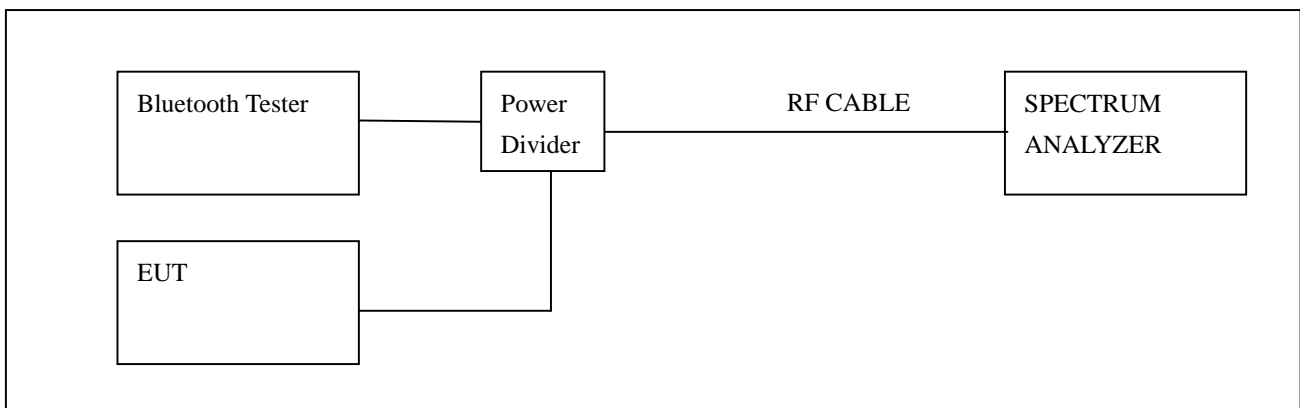 Bluetooth Tester
Power
Divider
RF CABLE
SPECTRUM
ANALYZER
EUT